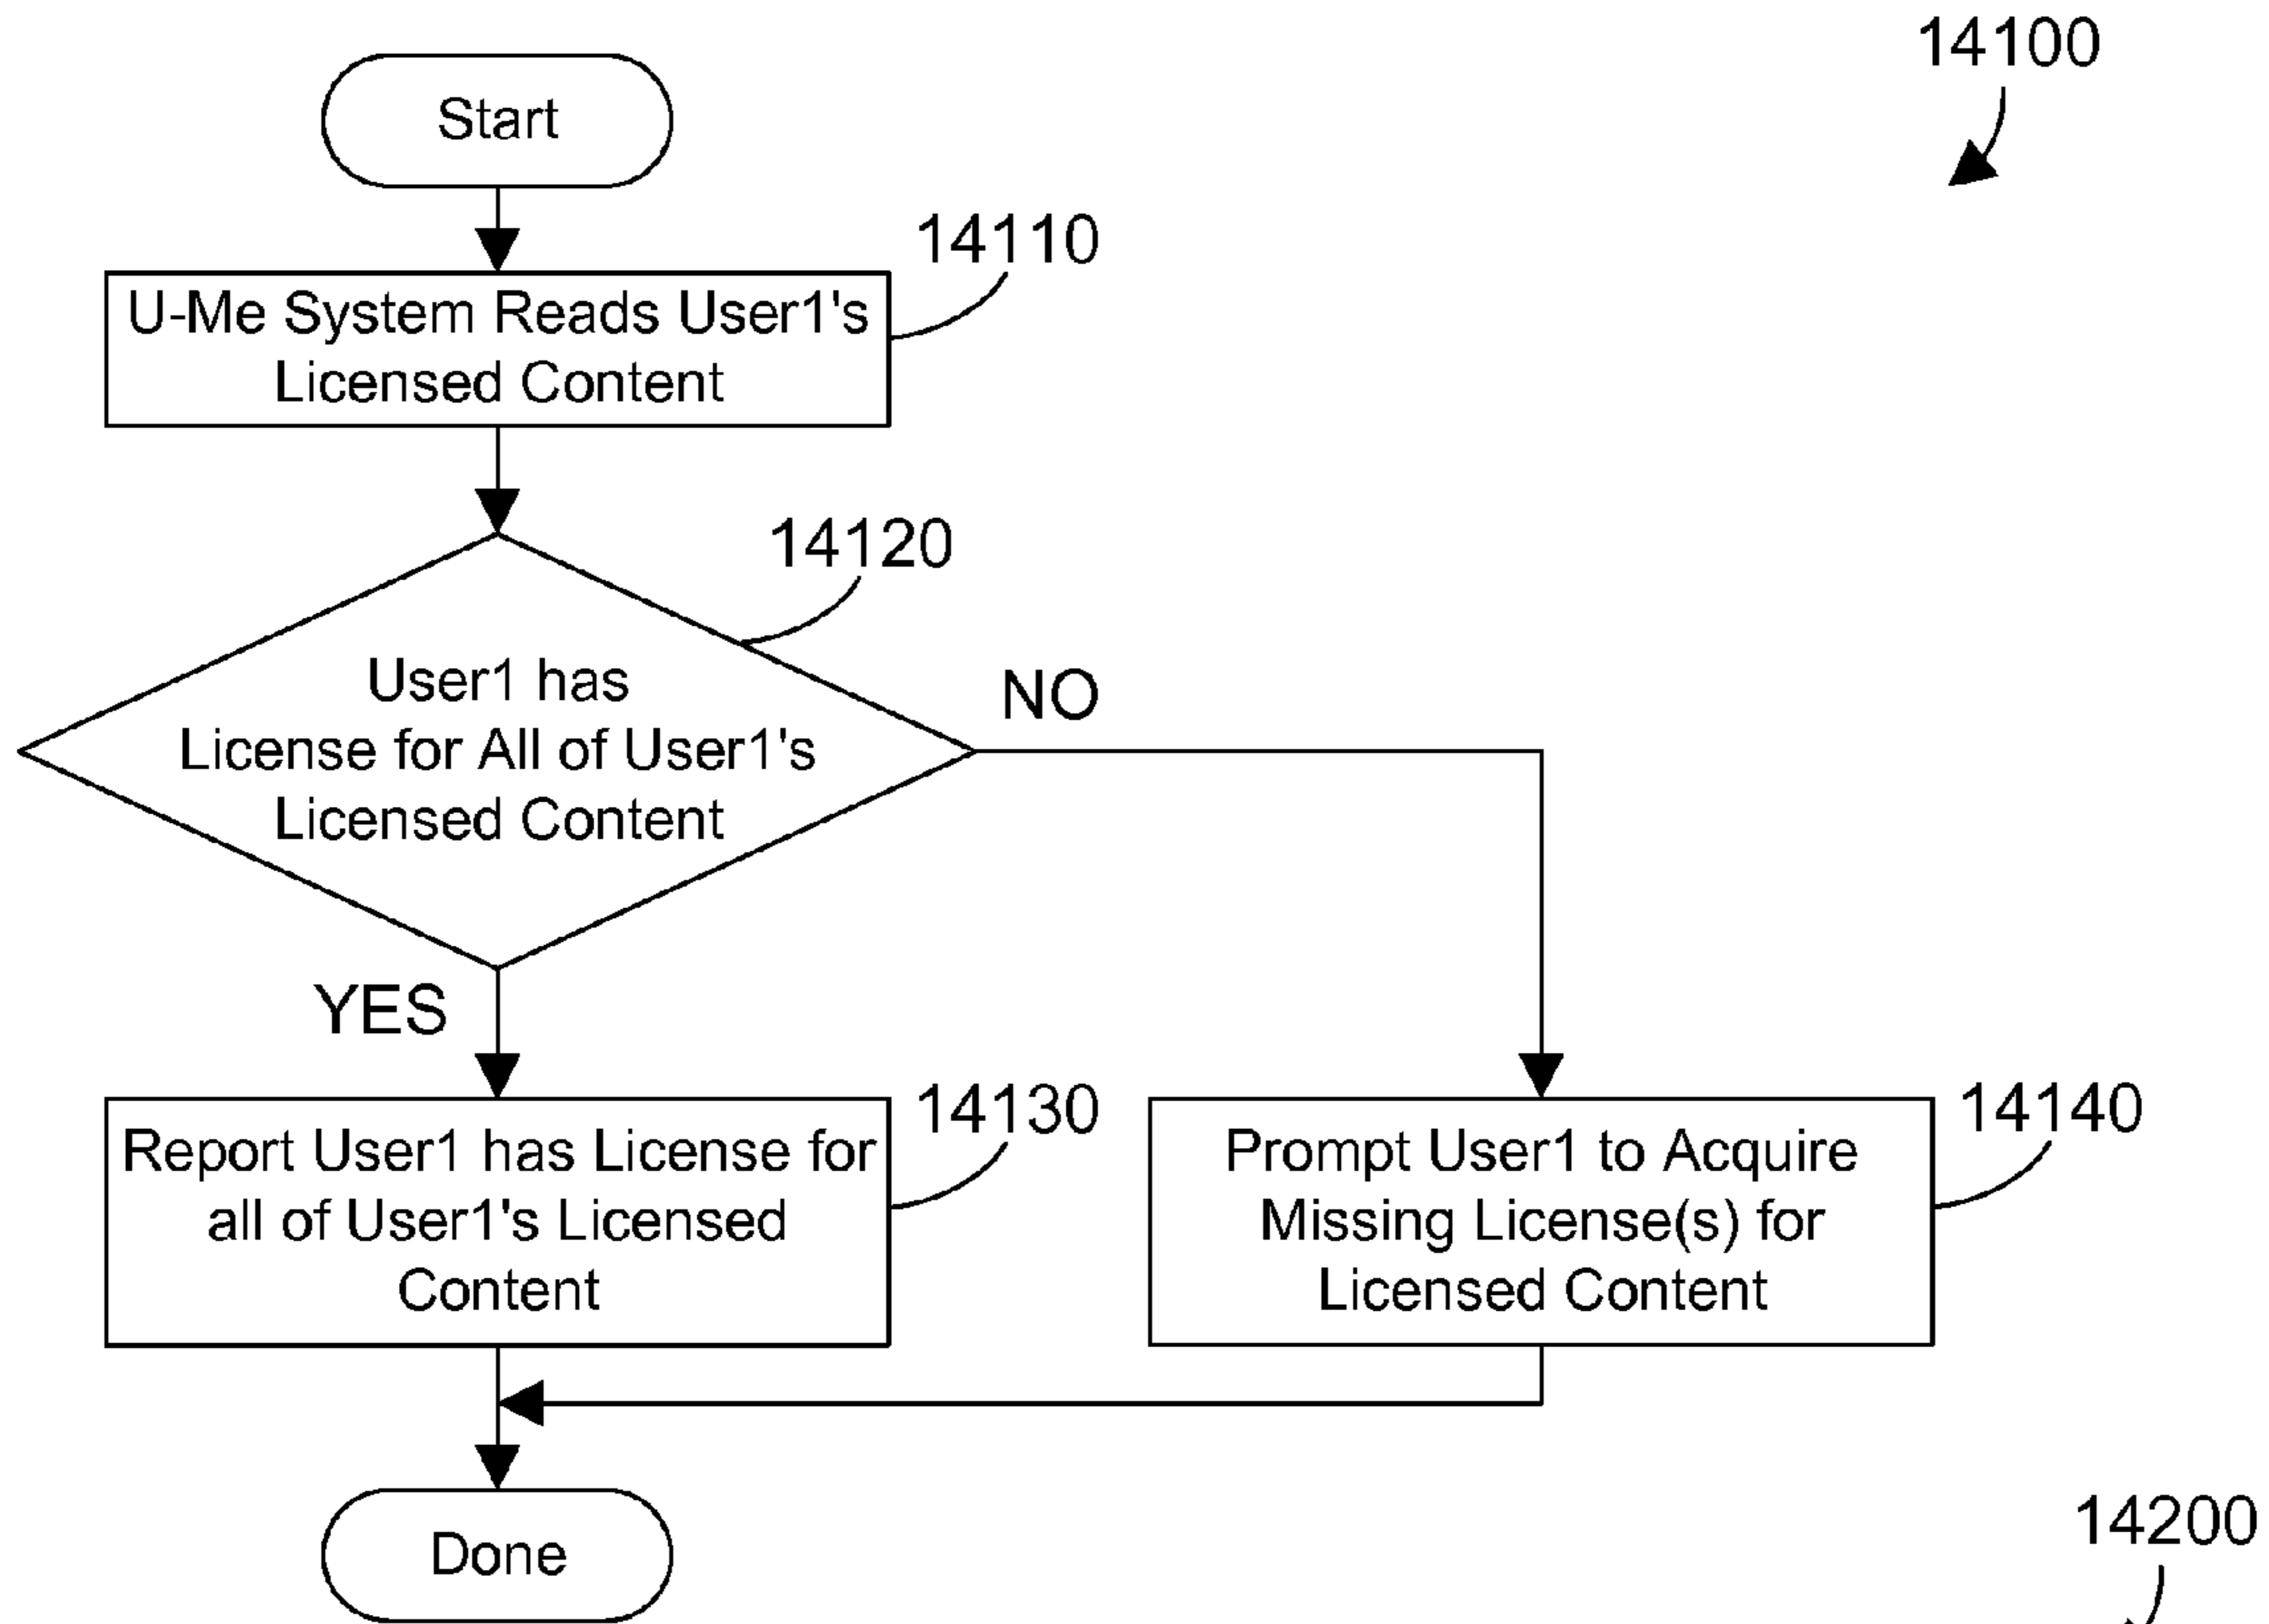 14100
Start
14110
U-Me System Reads User1's
Licensed Content
14120
User1 has
License for All of User1's
Licensed Content
NO
YES
14130
Report User1 has License for
all of User1's Licensed
Content
14140
Prompt User1 to Acquire
Missing License(s) for
Licensed Content
Done
14200